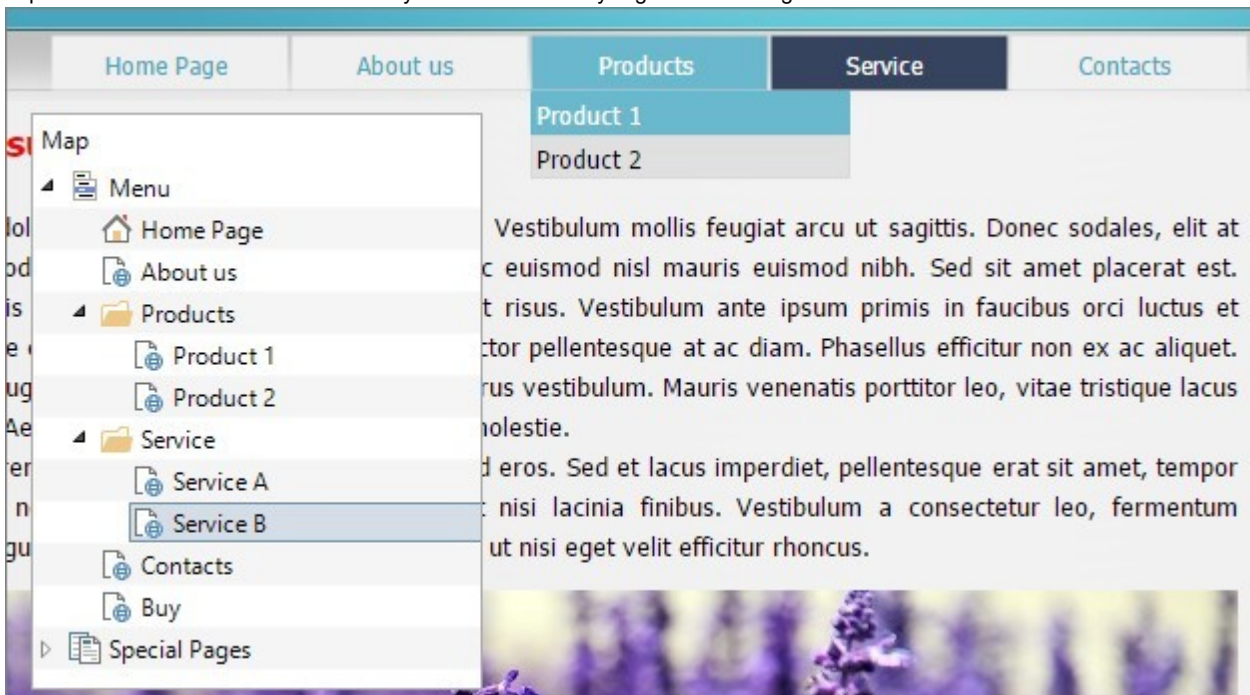 Home Page About us Products Service Contacts
Product 1
Product 2
Map
Menu
Home Page
About us
Products
Product 1
Product 2
Service
Service A
Service B
Contacts
Buy
Special Pages
Vestibulum mollis feugiat arcu ut sagittis. Donec sodales, elit at
euismod nisl mauris euismod nibh. Sed sit amet placerat est.
risus. Vestibulum ante ipsum primis in faucibus orci luctus et
pellentesque at ac diam. Phasellus efficitur non ex ac aliquet.
vestibulum. Mauris venenatis porttitor leo, vitae tristique lacus
eros. Sed et lacus imperdiet, pellentesque erat sit amet, tempor
nisi lacinia finibus. Vestibulum a consectetur leo, fermentum
ut nisi eget velit efficitur rhoncus.